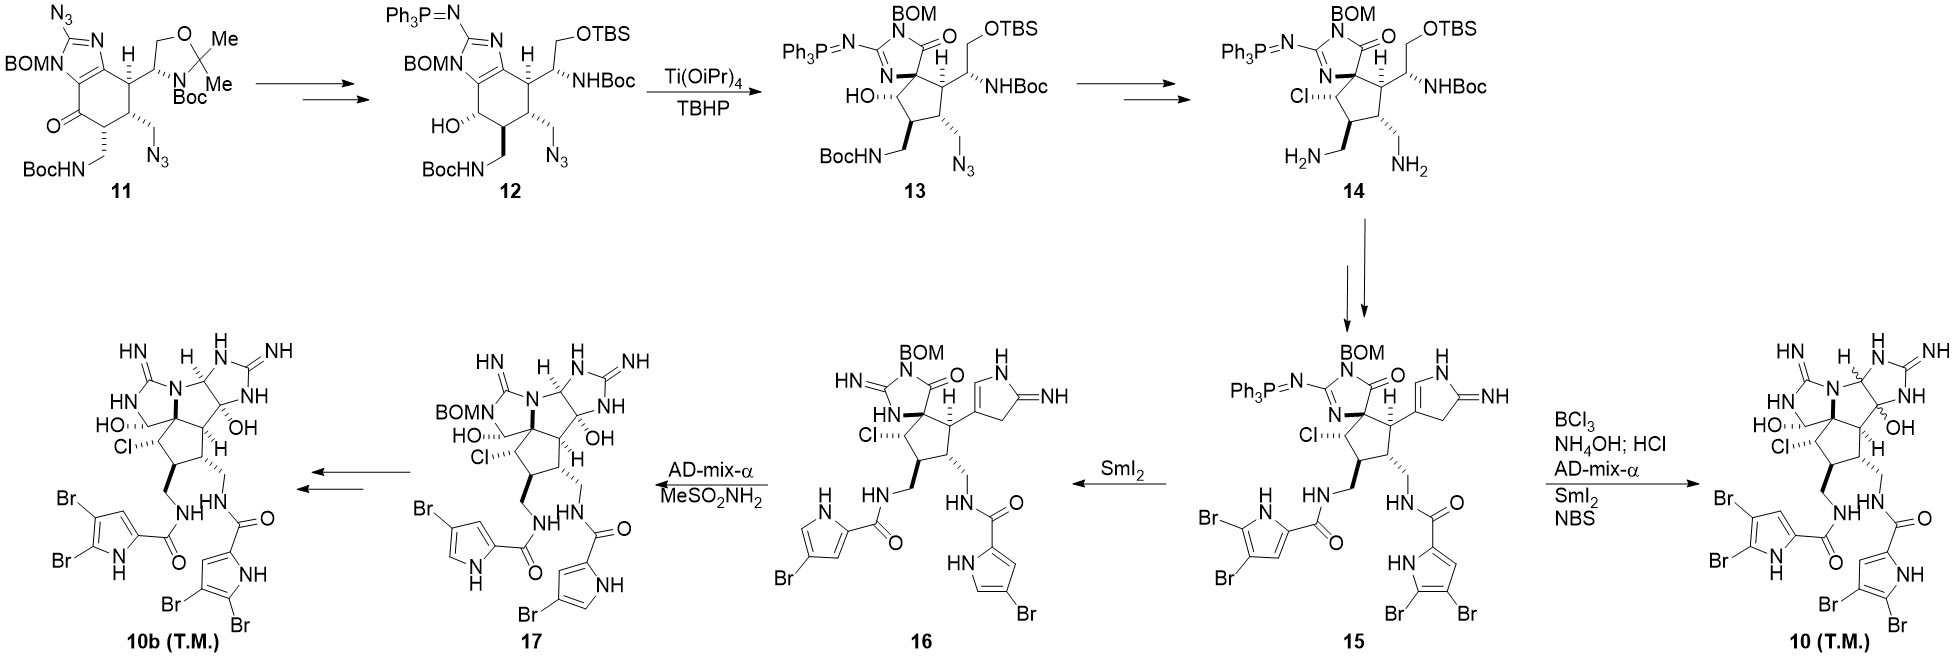 N₃
N
BOMN
H
O
Me
N
Me
Boc
O
N₃
BocHN
11
Ph₃P=N
N
BOMN
H
OTBS
NHBoc
HO
N₃
BocHN
12
Ti(OiPr)₄
TBHP
BOM
N
O
Ph₃P=N
N
H
OTBS
NHBoc
HO
BocHN
N₃
13
BOM
N
O
Ph₃P=N
N
H
OTBS
NHBoc
Cl
H₂N
NH₂
14
HN
H
H
N
NH
N
HN
NH
HO
OH
Cl
H
NH
HN
Br
Br
N
H
O
O
NH
Br
Br
10b (T.M.)
HN
H
H
N
NH
N
BOMN
NH
HO
OH
Cl
H
NH
HN
Br
N
H
O
O
NH
Br
17
AD-mix-α
MeSO₂NH₂
BOM
N
O
HN
HN
H
H
N
NH
Cl
HN
HN
H
N
O
O
Br
HN
Br
16
SmI₂
BOM
N
O
Ph₃P=N
N
H
H
N
NH
Cl
HN
HN
H
N
Br
Br
O
O
HN
Br
Br
15
BCl₃
NH₄OH; HCl
AD-mix-α
SmI₂
NBS
HN
H
H
N
NH
N
HN
NH
HO
OH
Cl
H
NH
HN
Br
Br
N
H
O
O
NH
Br
Br
10 (T.M.)